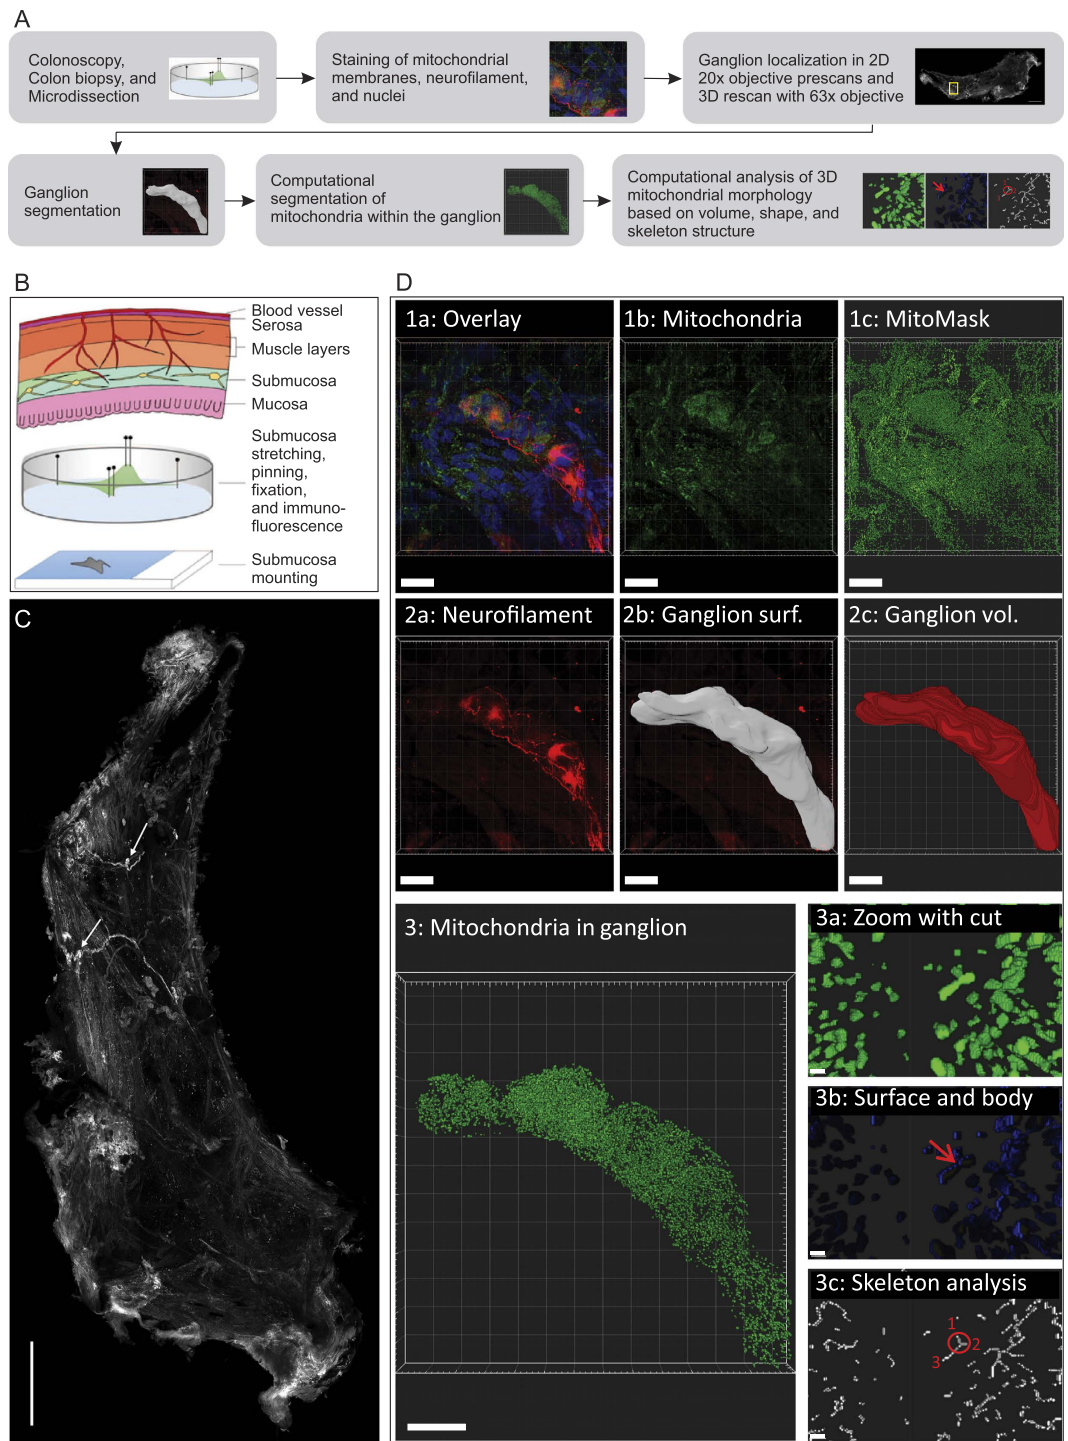 A
Colonoscopy,
Colon biopsy, and
Microdissection
Staining of mitochondrial
membranes, neurofilament,
and nuclei
Ganglion localization in 2D
20x objective prescans and
3D rescan with 63x objective
Ganglion
segmentation
Computational
segmentation of
mitochondria within the ganglion
Computational analysis of 3D
mitochondrial morphology
based on volume, shape, and
skeleton structure
B
Blood vessel
Serosa
Muscle layers
Submucosa
Mucosa
Submucosa
stretching,
pinning,
fixation,
and immuno-
fluorescence
Submucosa
mounting
C
D
1a: Overlay
1b: Mitochondria
1c: MitoMask
2a: Neurofilament
2b: Ganglion surf.
2c: Ganglion vol.
3: Mitochondria in ganglion
3a: Zoom with cut
3b: Surface and body
3c: Skeleton analysis
1
2
3